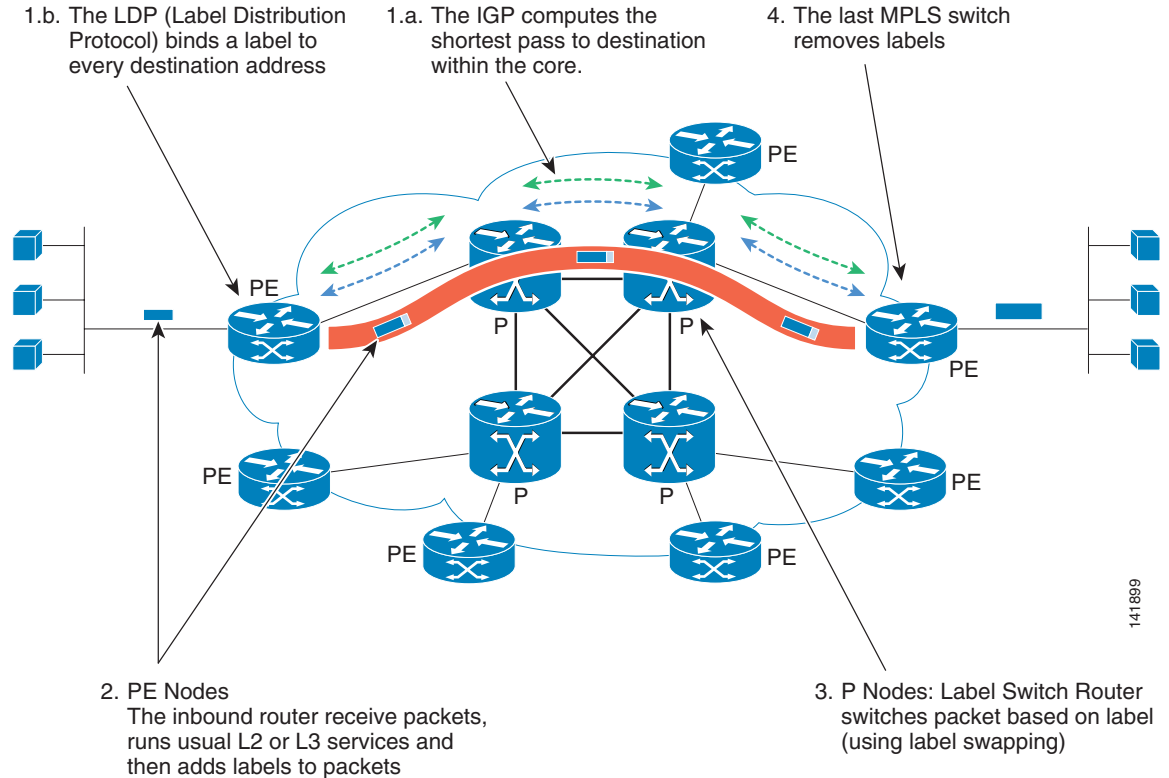 1.b. The LDP (Label Distribution
Protocol) binds a label to
every destination address
1.a. The IGP computes the
shortest pass to destination
within the core.
4. The last MPLS switch
removes labels
PE
PE
P
P
PE
PE
P
P
PE
PE
PE
141899
2. PE Nodes
The inbound router receive packets,
runs usual L2 or L3 services and
then adds labels to packets
3. P Nodes: Label Switch Router
switches packet based on label
(using label swapping)